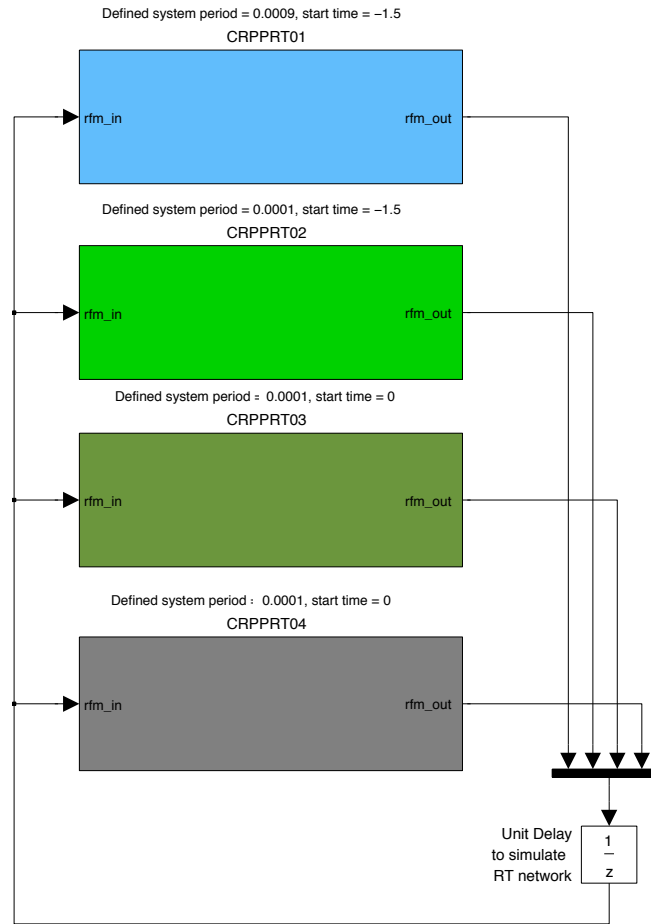 Defined system period = 0.0009, start time = −1.5
CRPPRT01
rfm_in
rfm_out
Defined system period = 0.0001, start time = −1.5
CRPPRT02
rfm_in
rfm_out
Defined system period = 0.0001, start time = 0
CRPPRT03
rfm_in
rfm_out
Defined system period : 0.0001, start time = 0
CRPPRT04
rfm_in
rfm_out
Unit Delay
to simulate
RT network
1
z